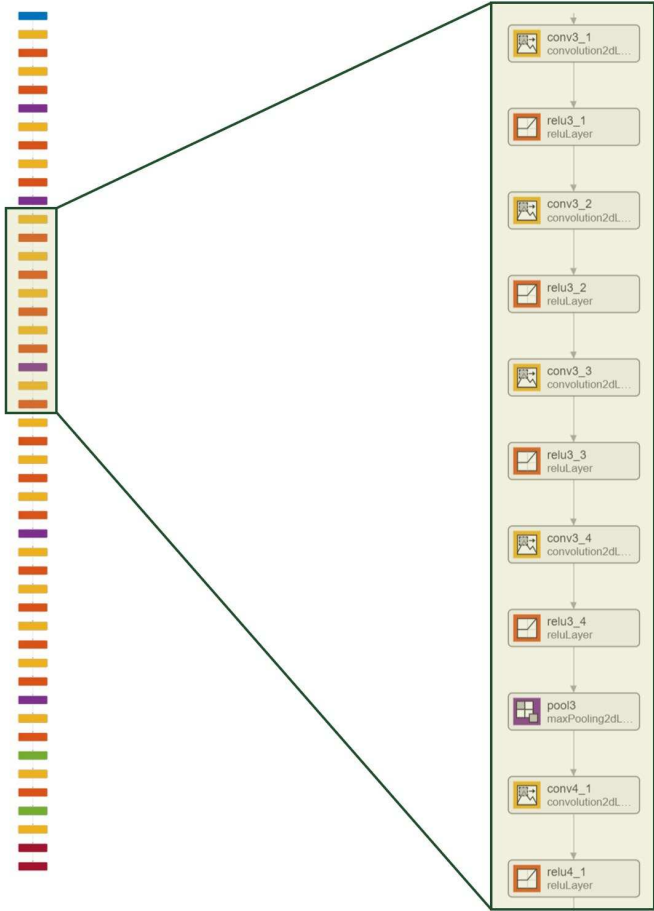 conv3_1
convolution2dL...
relu3_1
reluLayer
conv3_2
convolution2dL...
relu3_2
reluLayer
conv3_3
convolution2dL...
relu3_3
reluLayer
conv3_4
convolution2dL...
relu3_4
reluLayer
pool3
maxPooling2dL...
conv4_1
convolution2dL...
relu4_1
reluLayer